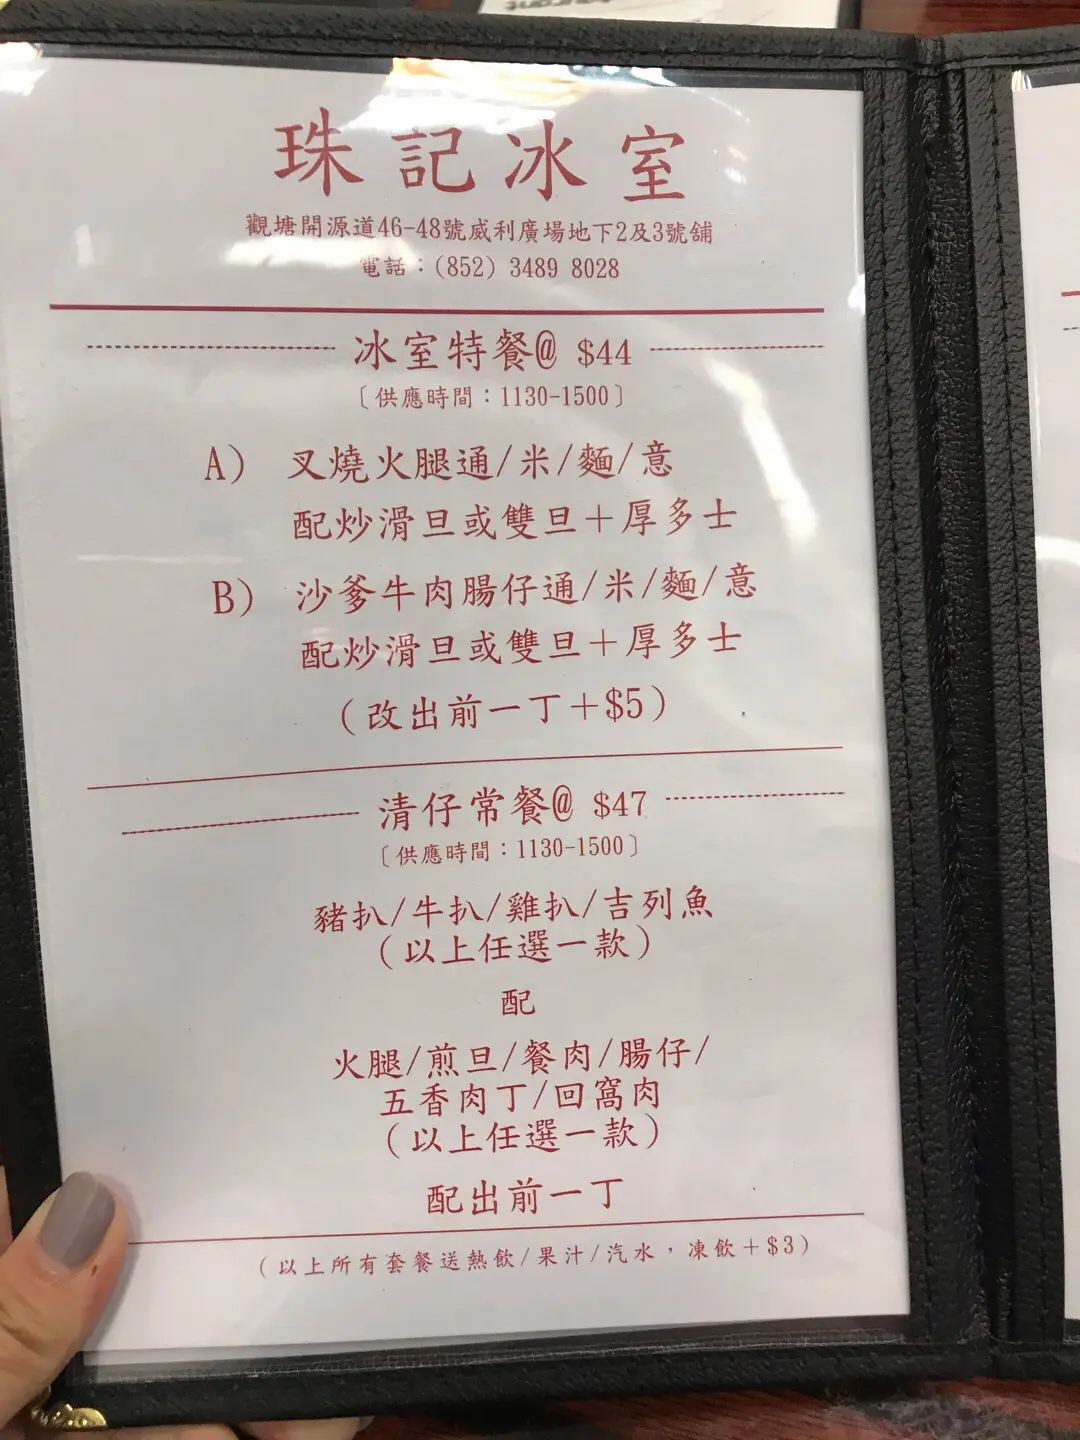 珠記冰室
觀塘開源道46-48號威利廣場地下2及3號舖
電話：(852) 3489 8028
冰室特餐@ $44
〔供應時間：1130-1500〕
A) 叉燒火腿通/米/麵/意
配炒滑旦或雙旦＋厚多士
B) 沙爹牛肉腸仔通/米/麵/意
配炒滑旦或雙旦＋厚多士
（改出前一丁＋$5）
清仔常餐@ $47
〔供應時間：1130-1500〕
豬扒/牛扒/雞扒/吉列魚
（以上任選一款）
配
火腿/煎旦/餐肉/腸仔/
五香肉丁/回窩肉
（以上任選一款）
配出前一丁
（以上所有套餐送熱飲/果汁/汽水，凍飲＋$3）